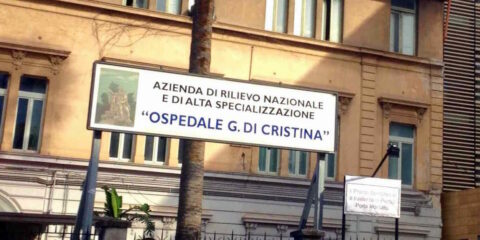 AZIENDA DI RILIEVO NAZIONALE
E DI ALTA SPECIALIZZAZIONE
"OSPEDALE G. DI CRISTINA"